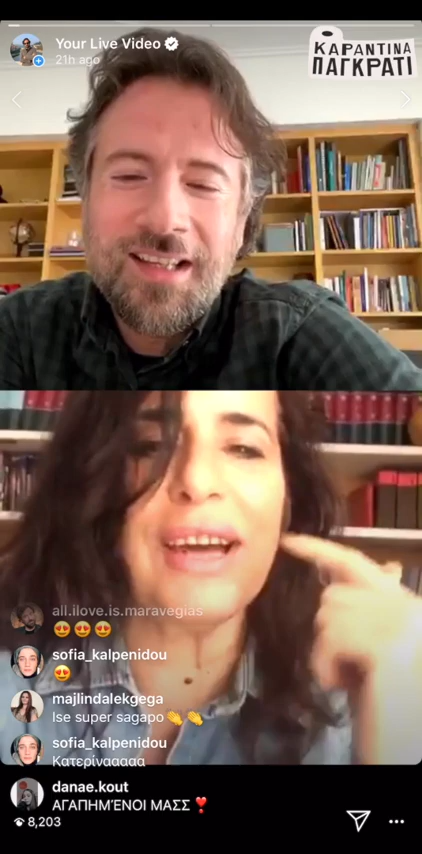 Your Live Video
21h ago
ΚΑΡΑΝΤΙΝΑ
ΠΑΓΚΡΑΤΙ
all.ilove.is.maravegias
😍😍😍
sofia_kalpenidou
😍
majlindalekgega
Ise super sagapo👏👏
sofia_kalpenidou
Κατερίναααααα
danae.kout
ΑΓΑΠΗΜΈΝΟΙ ΜΑΣΣ ❣️
8,203